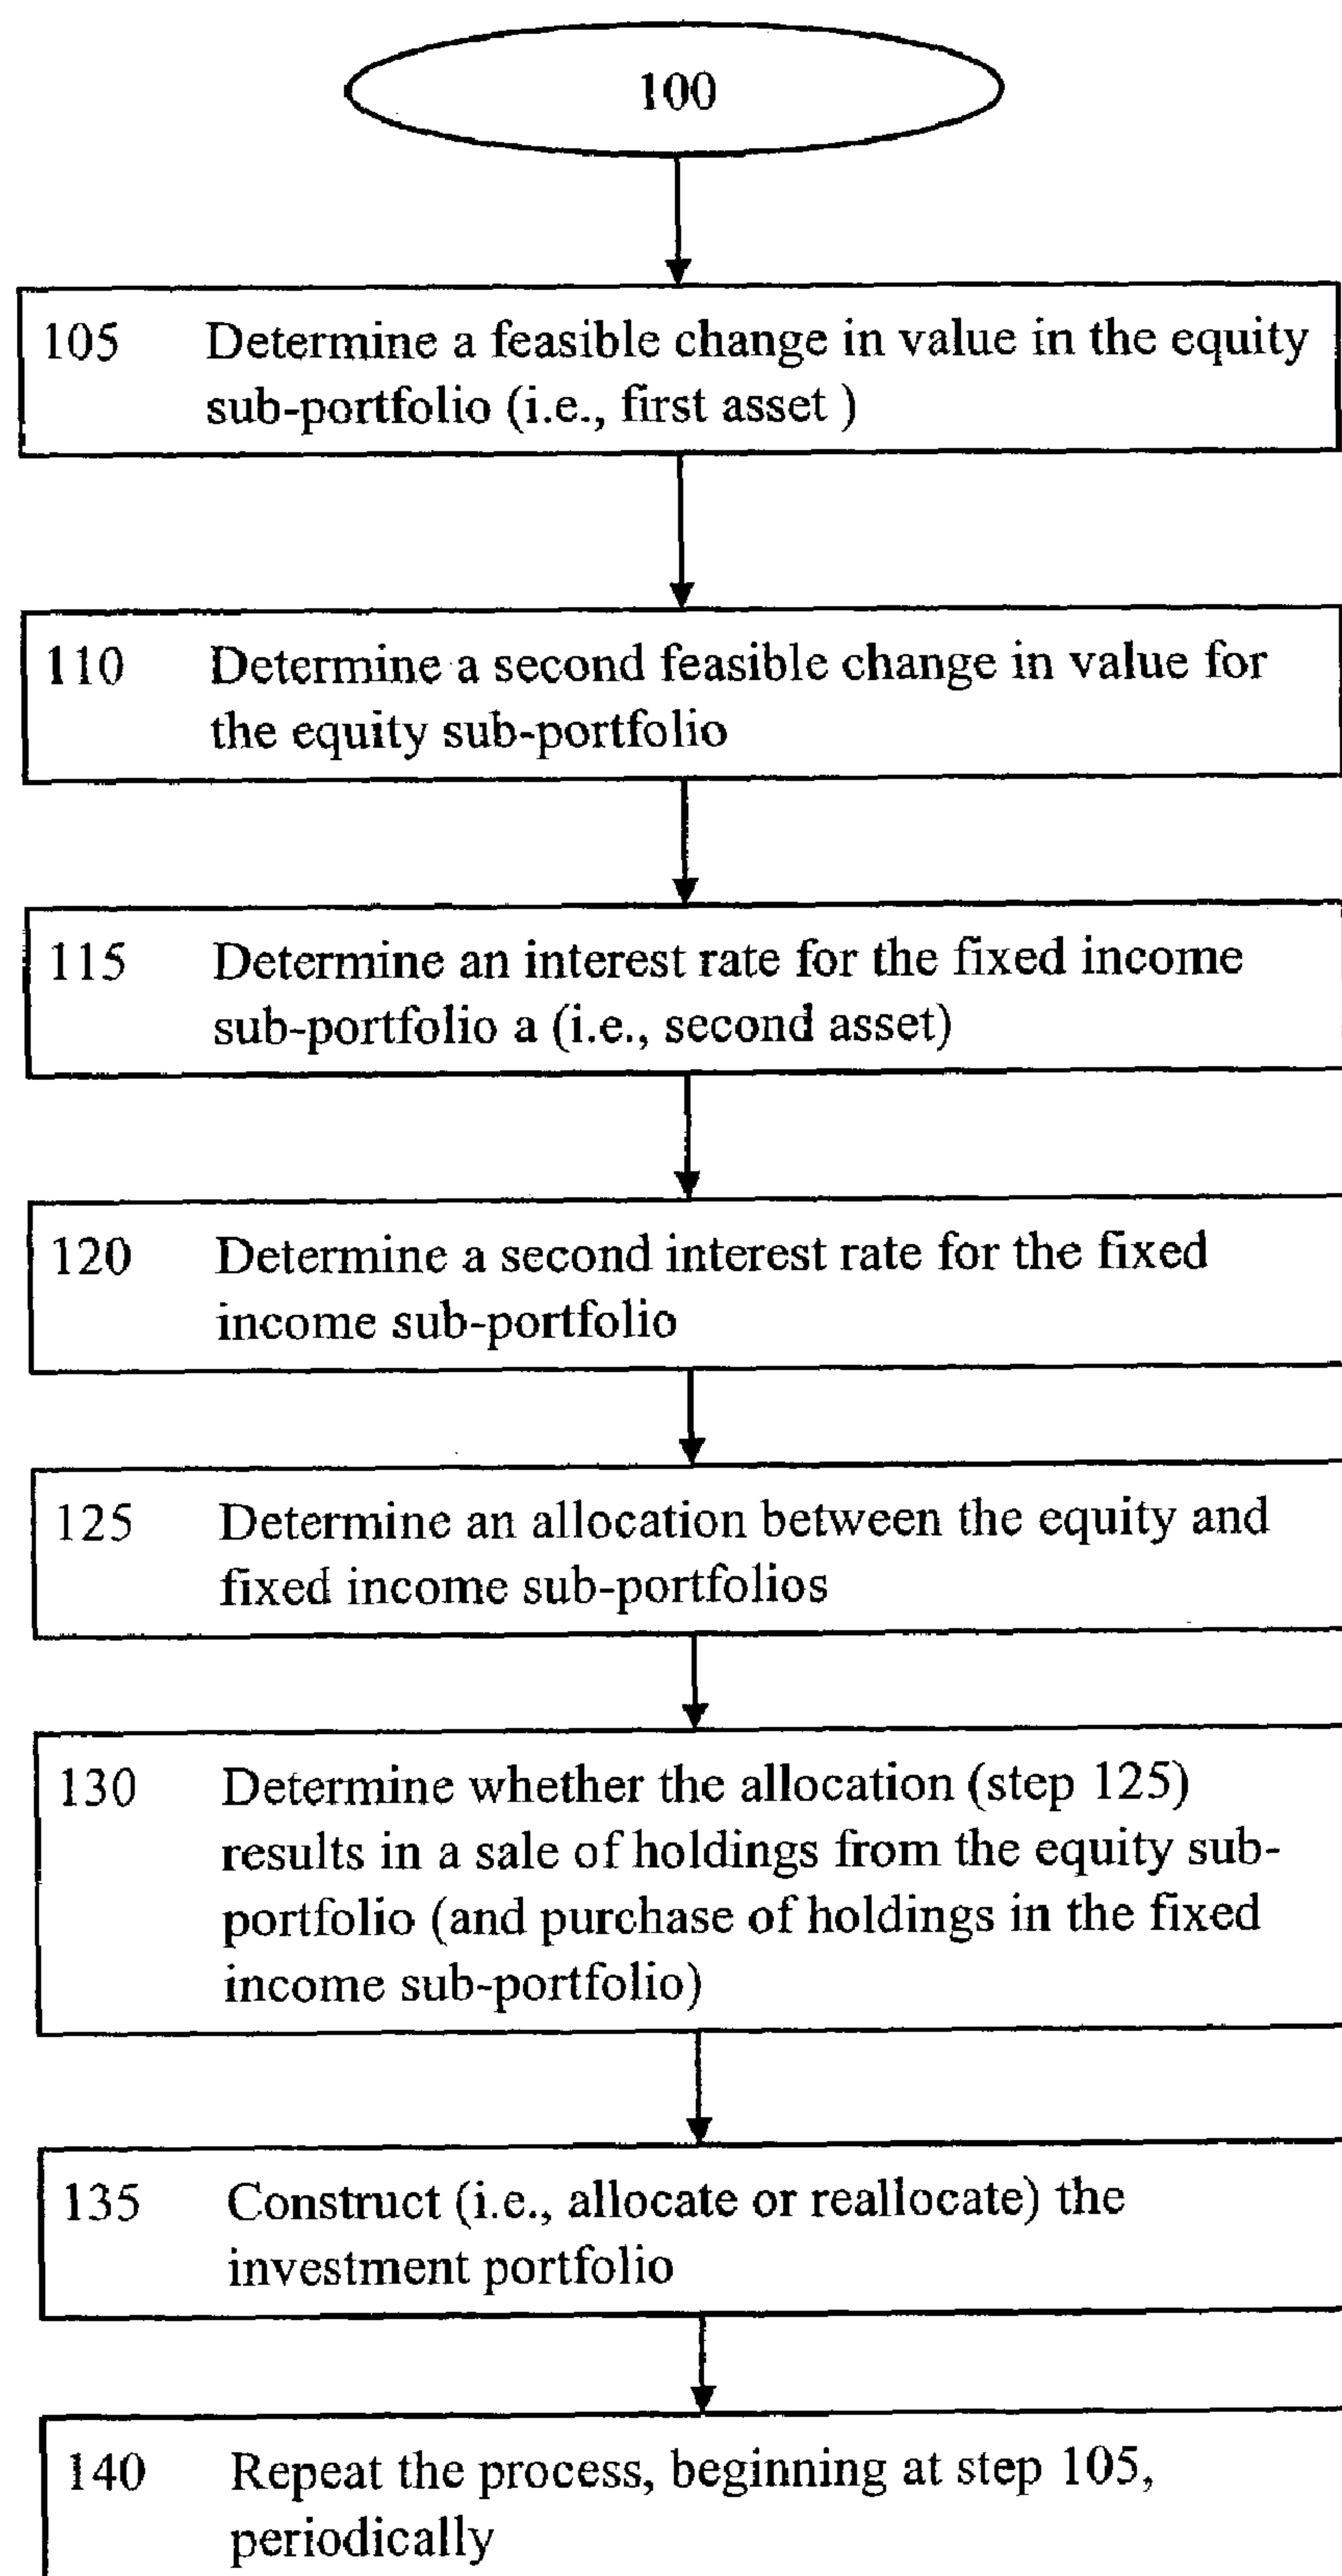 100
105 Determine a feasible change in value in the equity
sub-portfolio (i.e., first asset )
110 Determine a second feasible change in value for
the equity sub-portfolio
115 Determine an interest rate for the fixed income
sub-portfolio a (i.e., second asset)
120 Determine a second interest rate for the fixed
income sub-portfolio
125 Determine an allocation between the equity and
fixed income sub-portfolios
130 Determine whether the allocation (step 125)
results in a sale of holdings from the equity sub-
portfolio (and purchase of holdings in the fixed
income sub-portfolio)
135 Construct (i.e., allocate or reallocate) the
investment portfolio
140 Repeat the process, beginning at step 105,
periodically